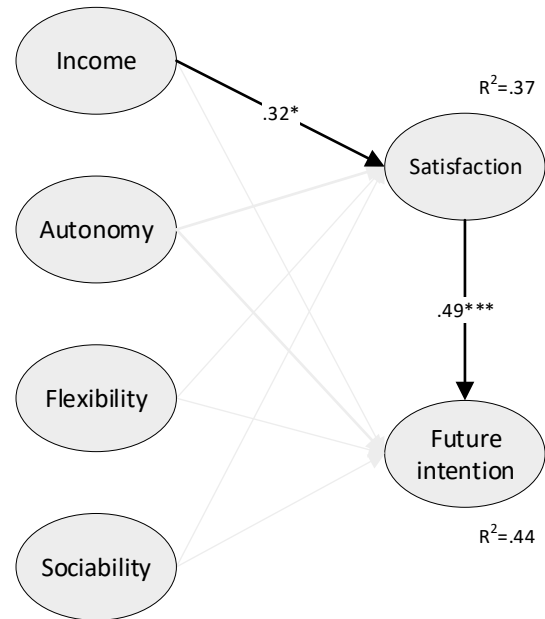 Income
R²=.37
.32*
Satisfaction
Autonomy
.49***
Flexibility
Future
intention
R²=.44
Sociability